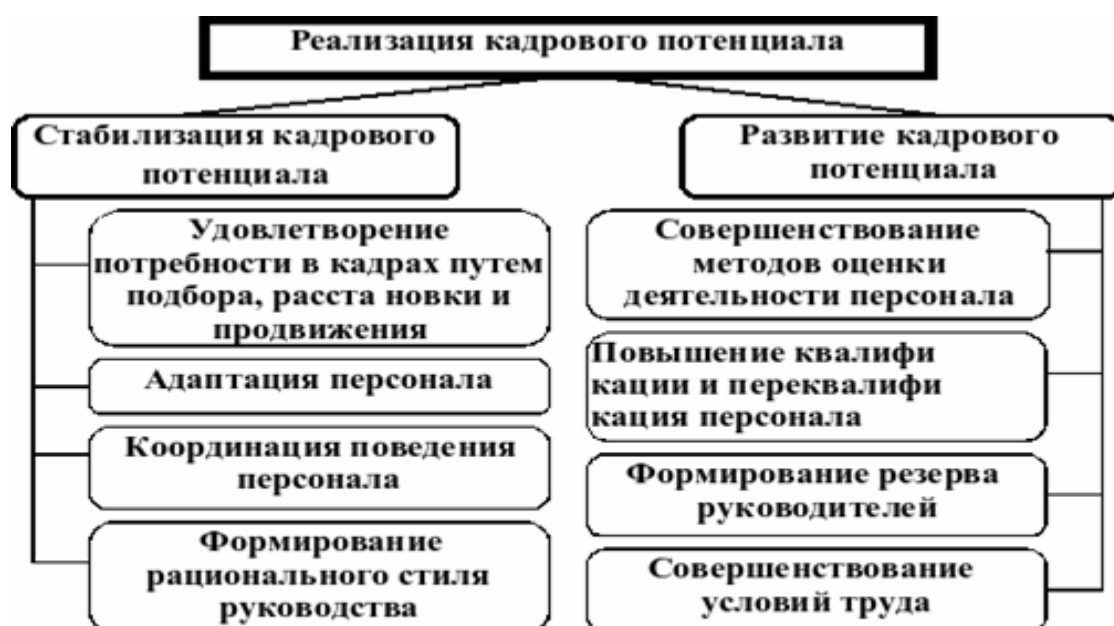 Реализация кадрового потенциала
Стабилизация кадрового
потенциала
Удовлетворение
потребности в кадрах путем
подбора, расста новки и
продвижения
Адаптация персонала
Координация поведения
персонала
Формирование
рационального стиля
руководства
Развитие кадрового
потенциала
Совершенствование
методов оценки
деятельности персонала
Повышение квалифи
кации и переквалифи
кация персонала
Формирование резерва
руководителей
Совершенствование
условий труда